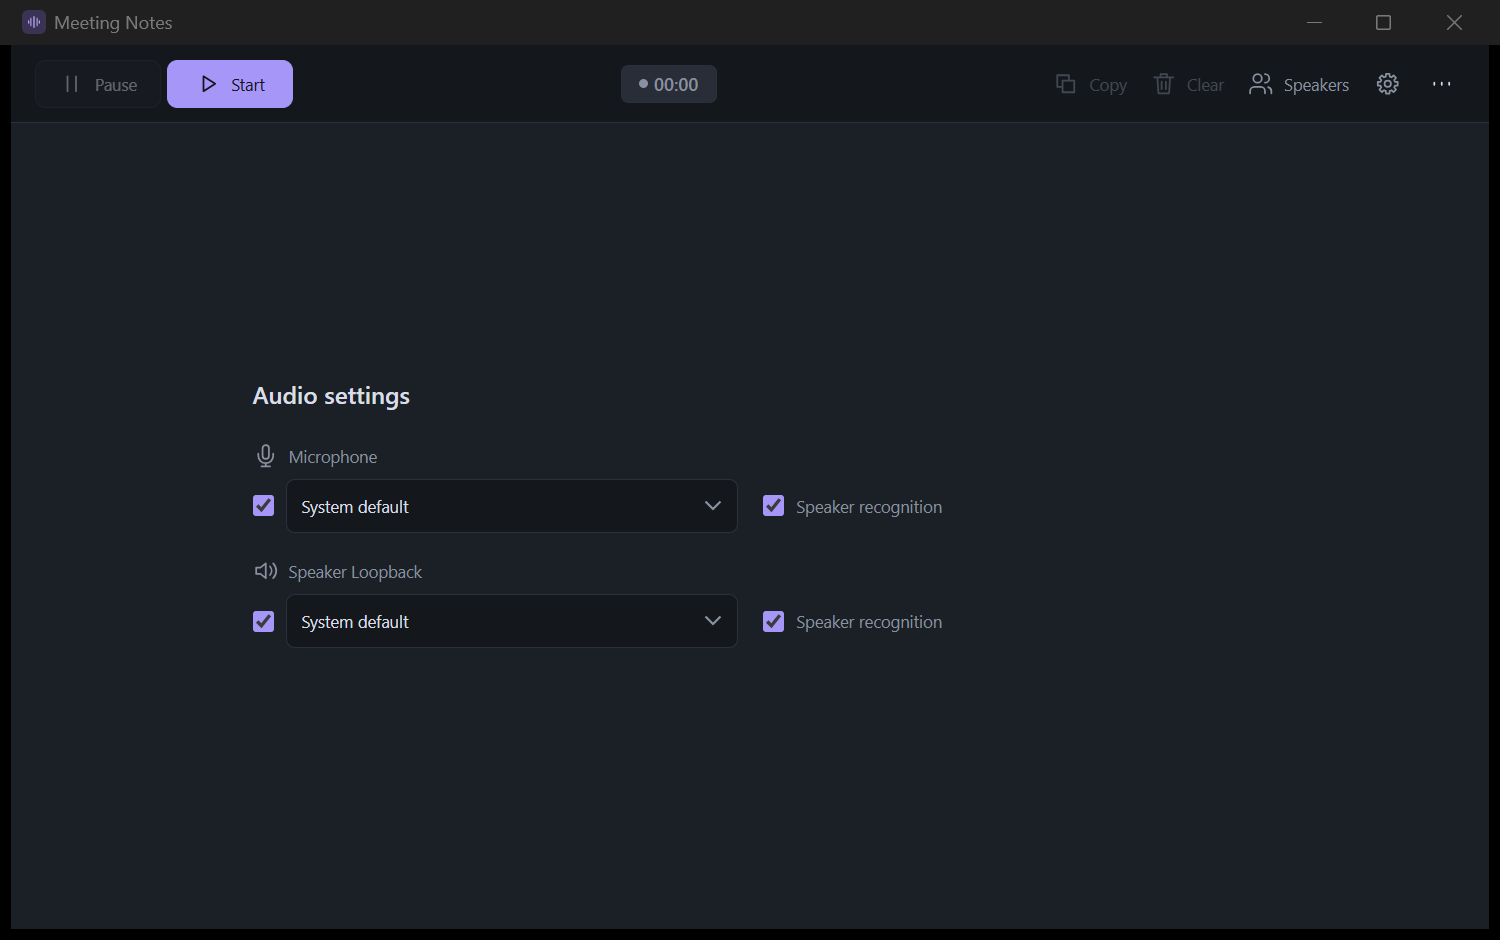 Meeting Notes
Pause
Start
00:00
Copy
Clear
Speakers
Audio settings
Microphone
System default
Speaker recognition
Speaker Loopback
System default
Speaker recognition